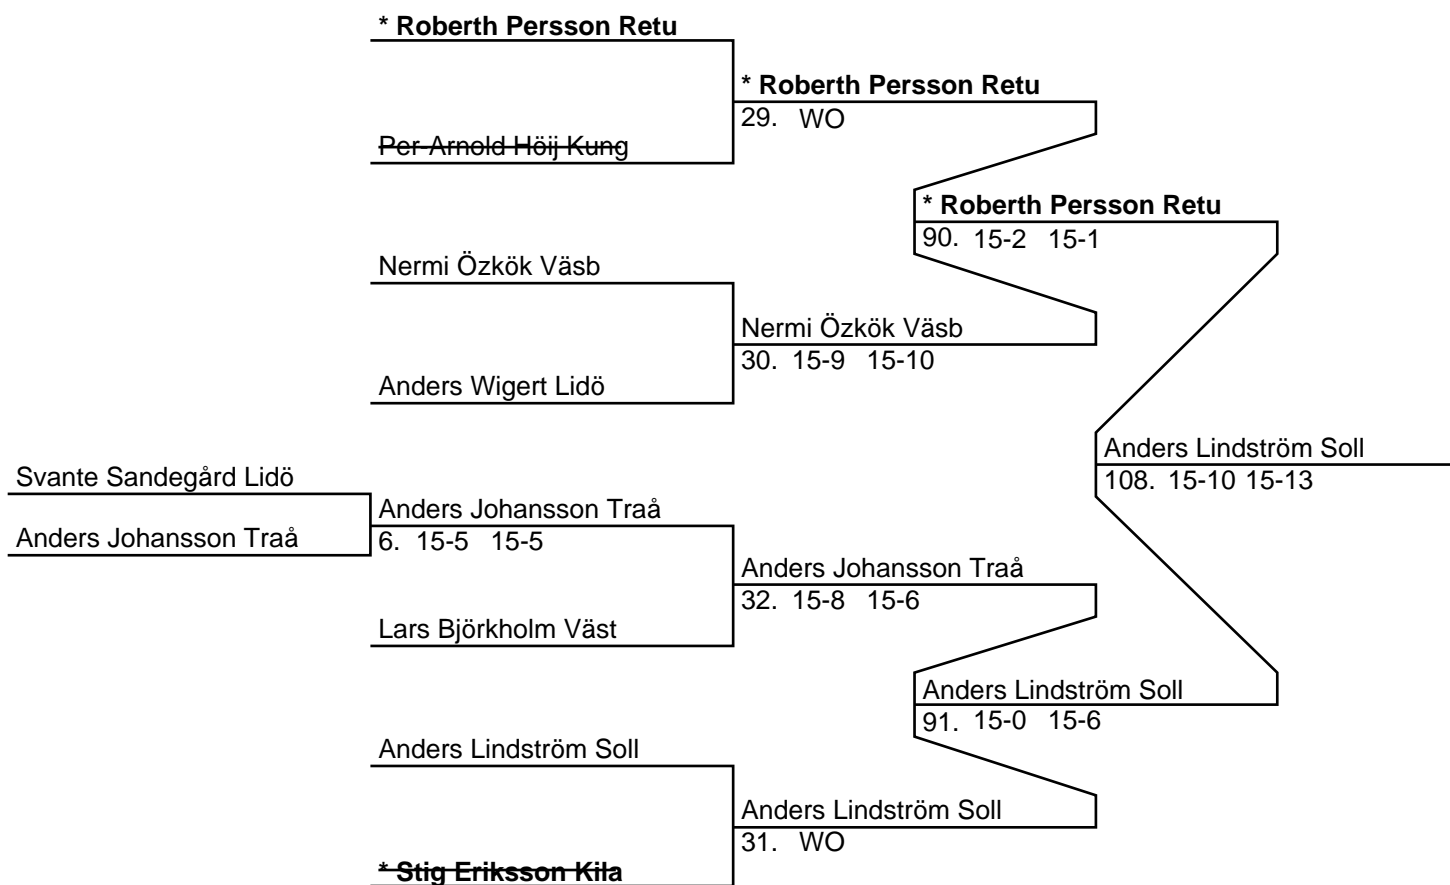 * Roberth Persson Retu
* Roberth Persson Retu
29. WO
Per-Arnold Höij Kung
* Roberth Persson Retu
90. 15-2 15-1
Nermi Özkök Väsb
Nermi Özkök Väsb
30. 15-9 15-10
Anders Wigert Lidö
Anders Lindström Soll
108. 15-10 15-13
Svante Sandegård Lidö
Anders Johansson Traå
6. 15-5 15-5
Anders Johansson Traå
Anders Johansson Traå
32. 15-8 15-6
Lars Björkholm Väst
Anders Lindström Soll
91. 15-0 15-6
Anders Lindström Soll
Anders Lindström Soll
31. WO
* Stig Eriksson Kila